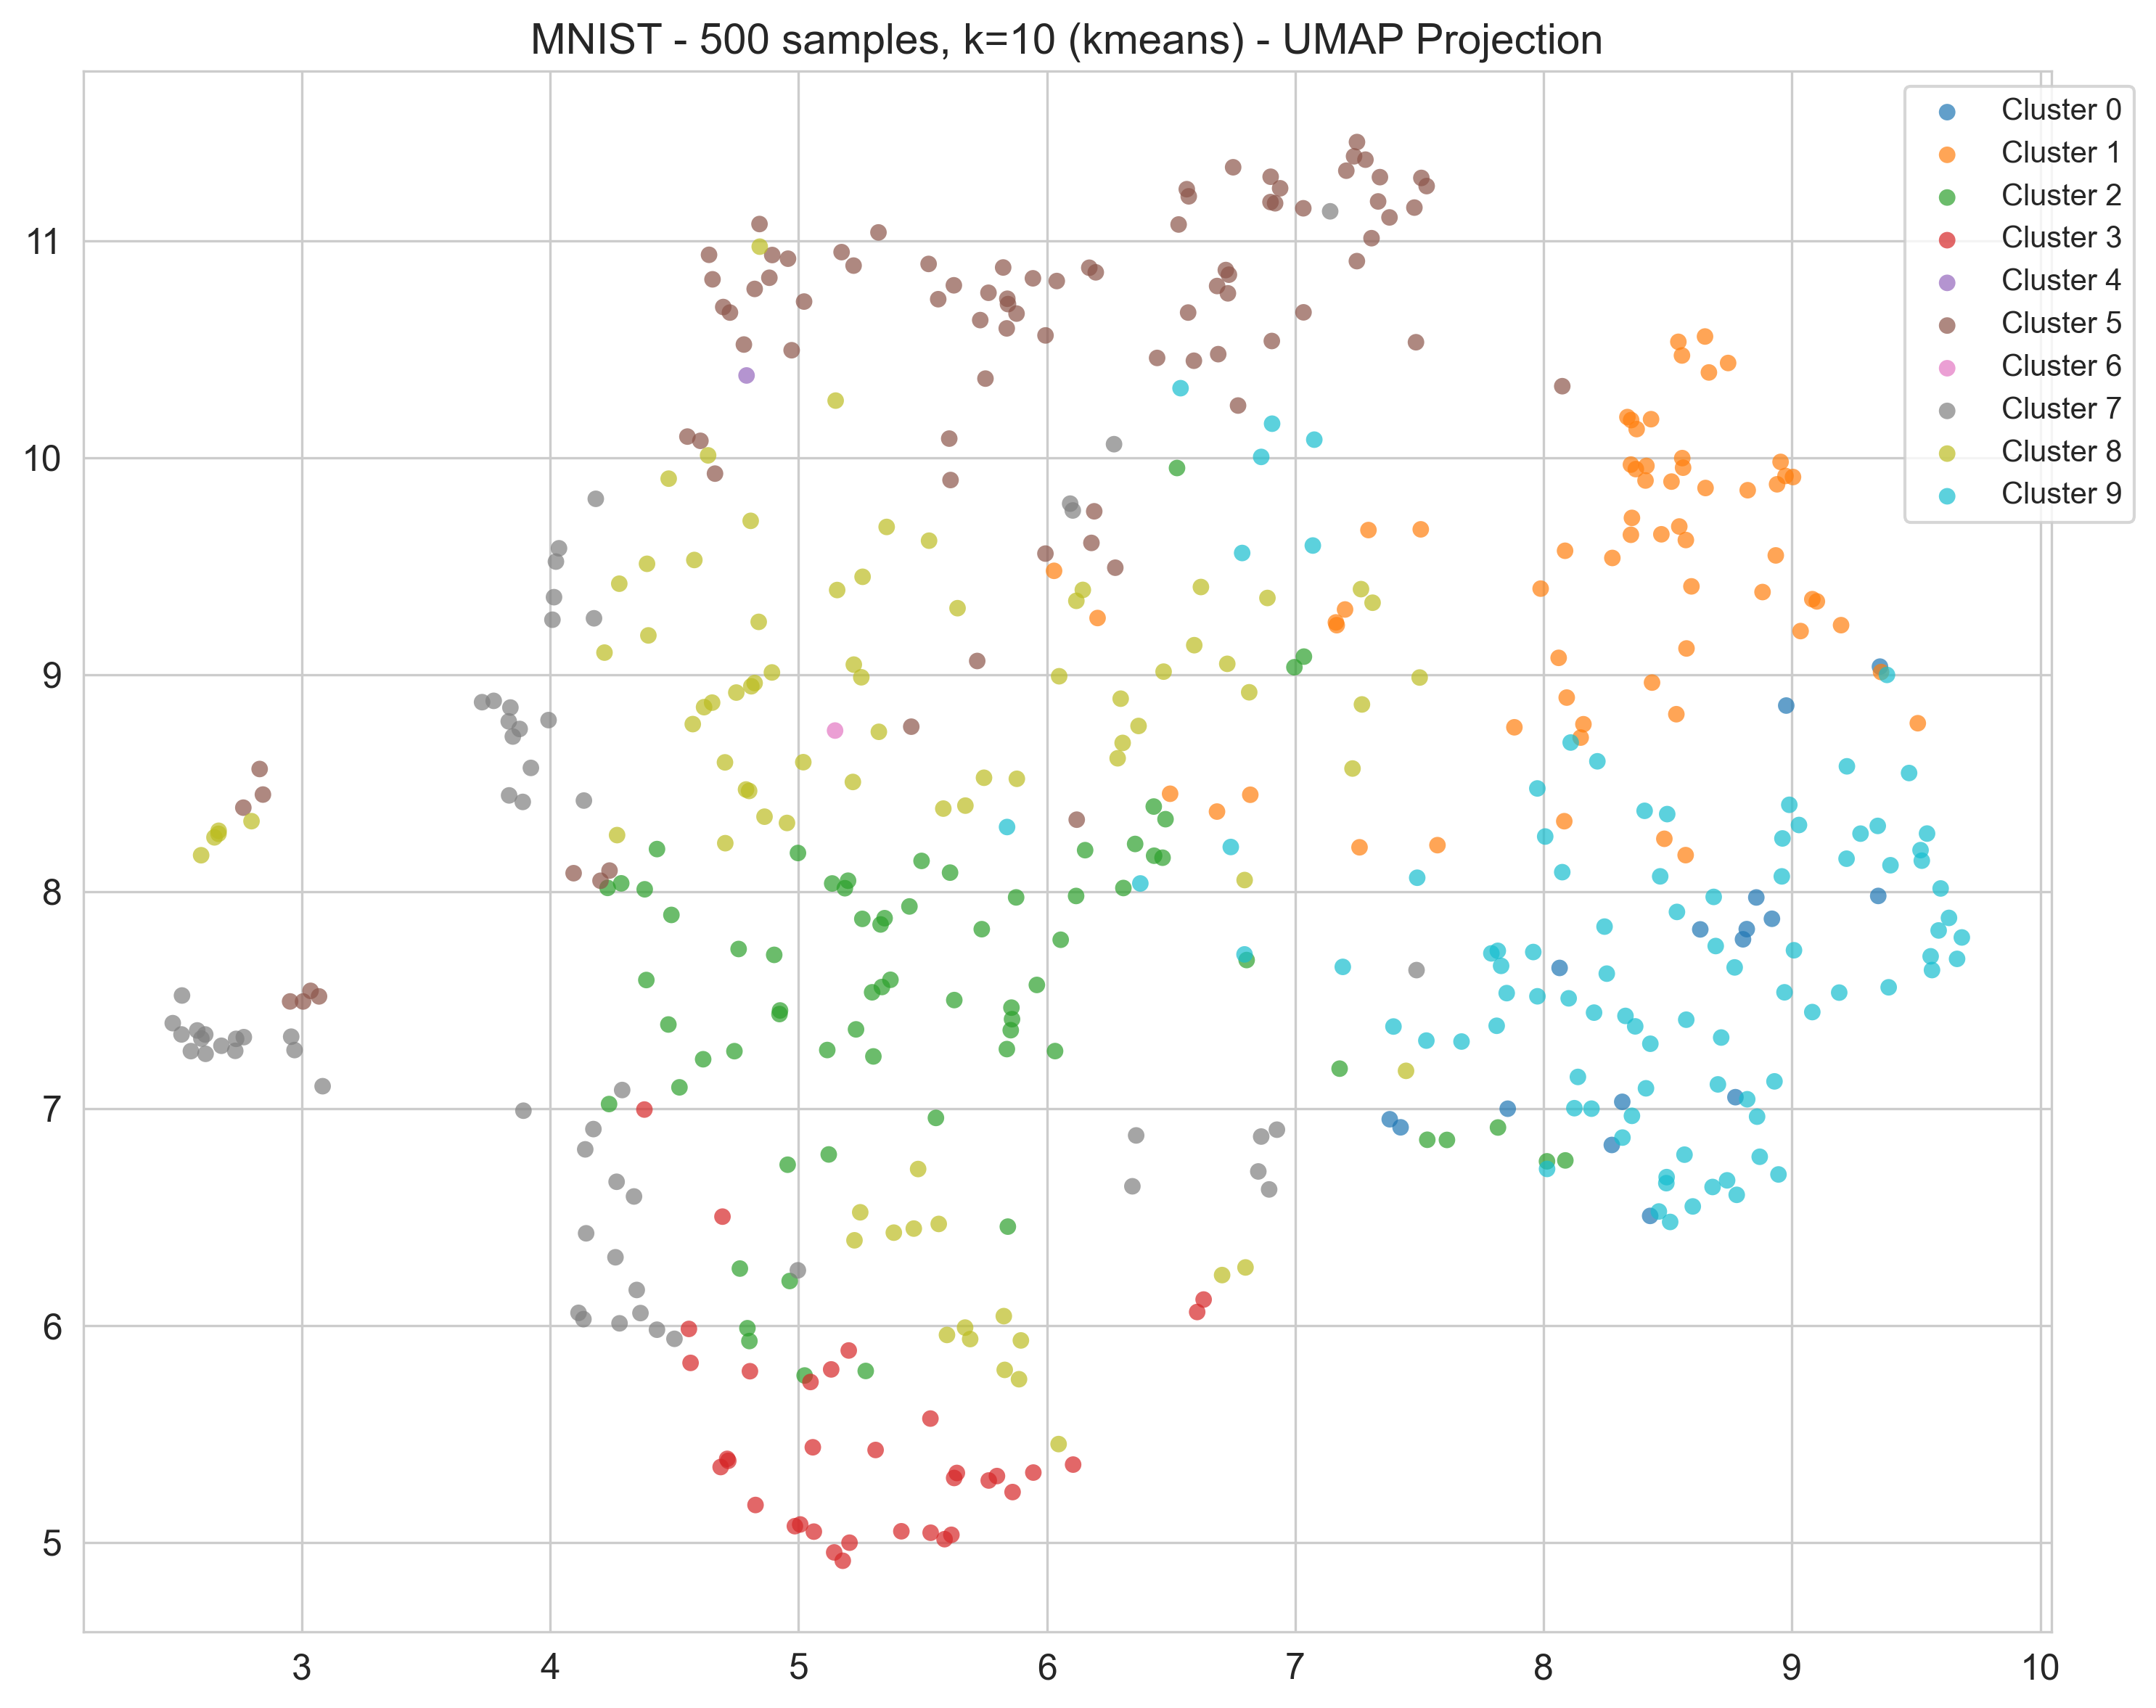 MNIST - 500 samples, k=10 (kmeans) - UMAP Projection
Cluster 0
Cluster 1
Cluster 2
Cluster 3
Cluster 4
Cluster 5
Cluster 6
Cluster 7
Cluster 8
Cluster 9
11
10
9
8
7
6
5
3 4 5 6 7 8 9 10